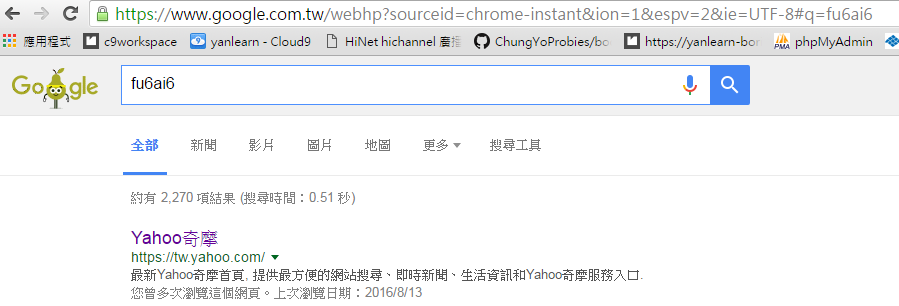 https://www.google.com.tw/webhp?sourceid=chrome-instant&ion=1&espv=2&ie=UTF-8#q=fu6ai6
應用程式 c9workspace yanlearn - Cloud9 HiNet hichannel 廣播 ChungYoProbies/bo https://yanlearn-bor phpMyAdmin
Google
fu6ai6
全部 新聞 影片 圖片 地圖 更多 搜尋工具
約有 2,270 項結果 (搜尋時間：0.51 秒)
Yahoo奇摩
https://tw.yahoo.com/
最新Yahoo奇摩首頁, 提供最方便的網站搜尋、即時新聞、生活資訊和Yahoo奇摩服務入口.
您曾多次瀏覽這個網頁。上次瀏覽日期：2016/8/13